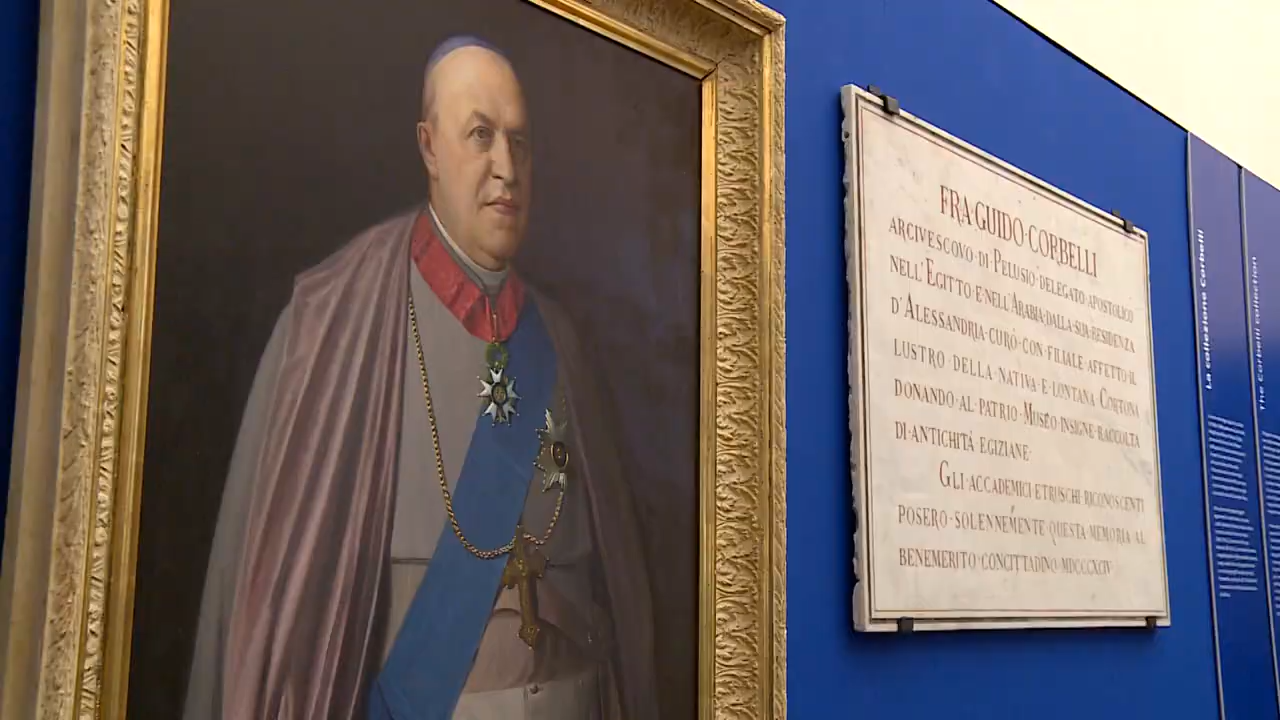 FRA·GUIDO·CORBELLI
ARCIVESCOVO·DI·PELUSIO·DELEGATO·APOSTOLICO
NELL'EGITTO·E·NELL'ARABIA·DALLA·SUA·RESIDENZA
D'ALESSANDRIA·CURÒ·CON·FILIALE·AFFETTO·IL
LUSTRO·DELLA·NATIVA·E·LONTANA·CORTONA
DONANDO·AL·PATRIO·MUSEO·INSIGNE·RACCOLTA
DI·ANTICHITÀ·EGIZIANE·
GLI·ACCADEMICI·ETRUSCHI·RICONOSCENTI
POSERO·SOLENNEMENTE·QUESTA·MEMORIA·AL
BENEMERITO·CONCITTADINO·MDCCCXCIV·
La collezione Corbelli
The Corbelli collection